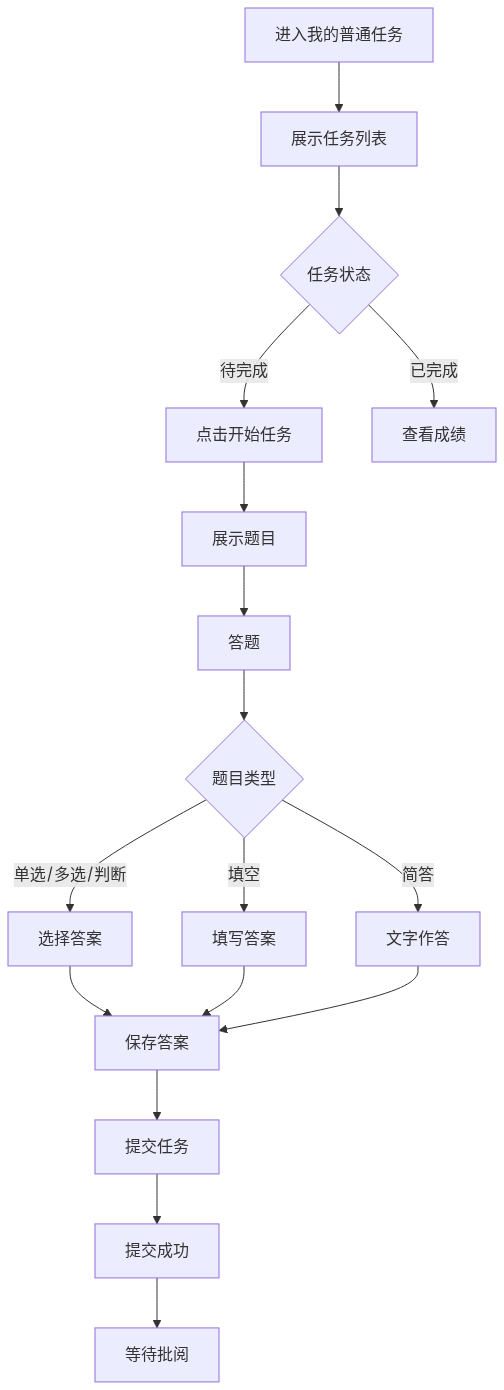 进入我的普通任务
展示任务列表
任务状态
待完成
已完成
点击开始任务
查看成绩
展示题目
答题
题目类型
单选/多选/判断
填空
简答
选择答案
填写答案
文字作答
保存答案
提交任务
提交成功
等待批阅